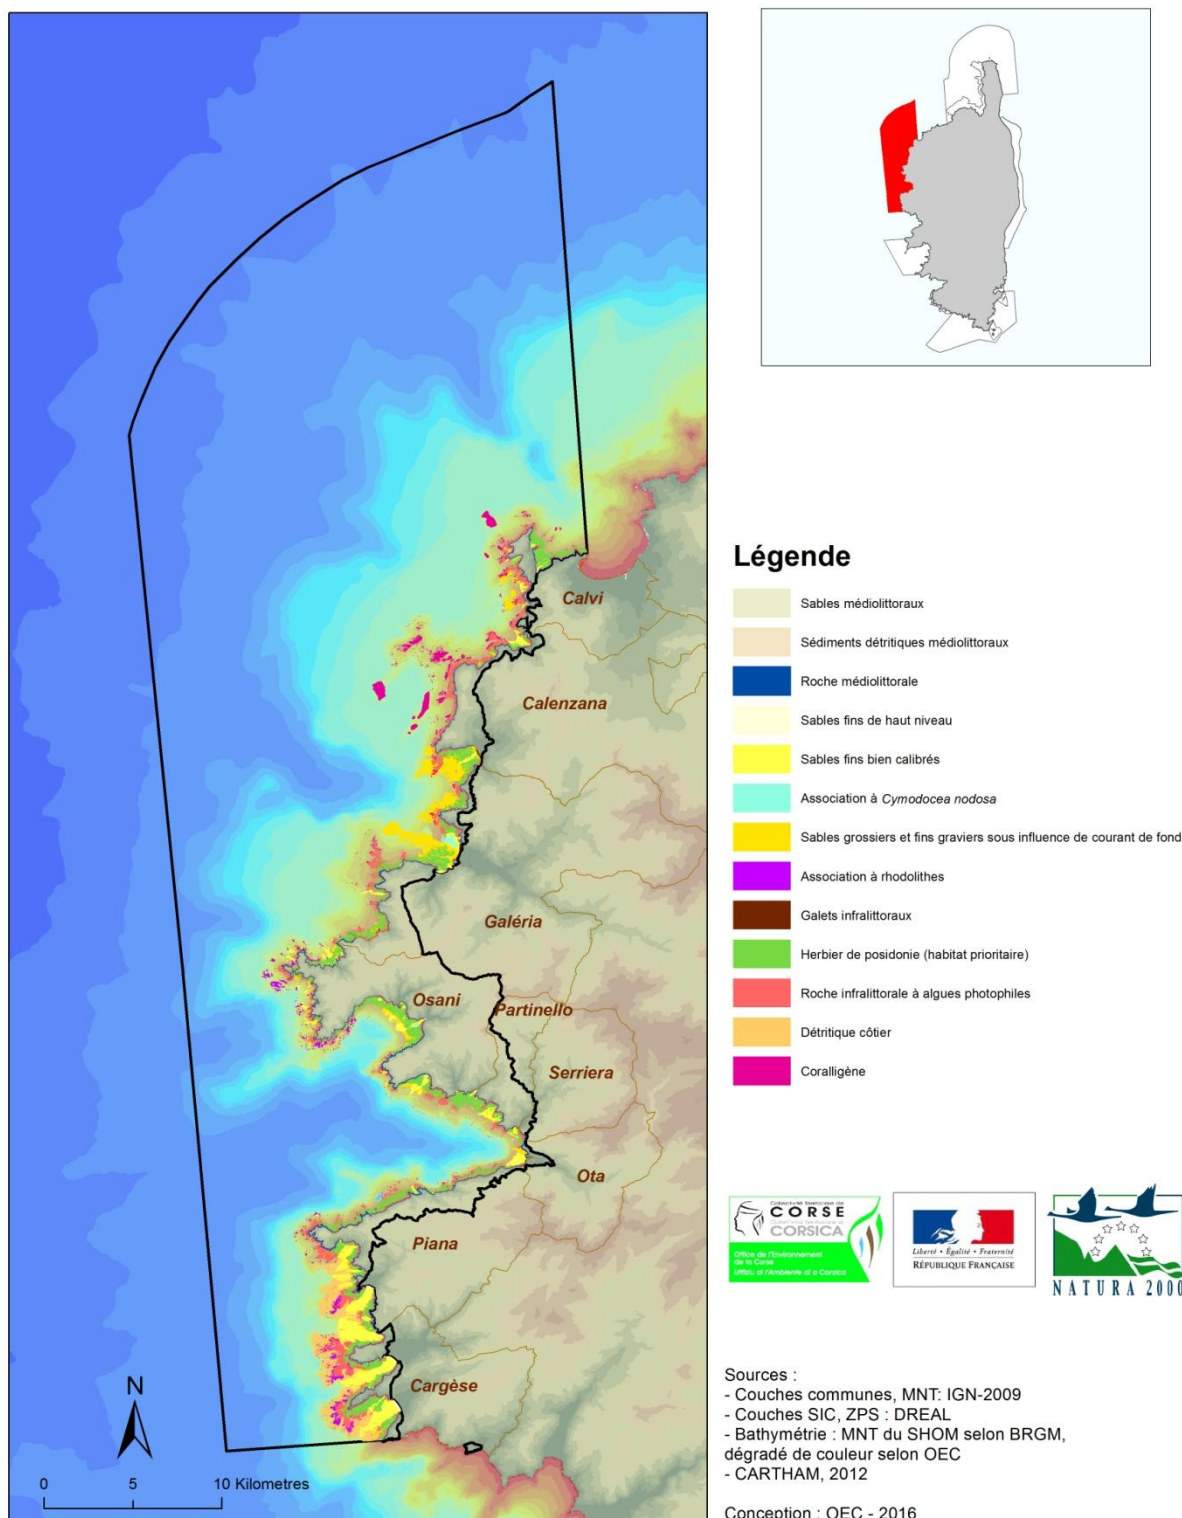 Calvi
Calenzana
Galéria
Osani
Partinello
Serriera
Ota
Piana
Cargèse
N
0 5 10 Kilometres
Légende
Sables médiolittoraux
Sédiments détritiques médiolittoraux
Roche médiolittorale
Sables fins de haut niveau
Sables fins bien calibrés
Association à Cymodocea nodosa
Sables grossiers et fins graviers sous influence de courant de fond
Association à rhodolithes
Galets infralittoraux
Herbier de posidonie (habitat prioritaire)
Roche infralittorale à algues photophiles
Détritique côtier
Coralligène
CORSE
CORSICA
Office de l'Environnement
de la Corse
Uffiziu di l'Ambiente di a Corsica
Liberté • Égalité • Fraternité
RÉPUBLIQUE FRANÇAISE
NATURA 2000
Sources :
- Couches communes, MNT: IGN-2009
- Couches SIC, ZPS : DREAL
- Bathymétrie : MNT du SHOM selon BRGM,
dégradé de couleur selon OEC
- CARTHAM, 2012
Conception : OEC - 2016